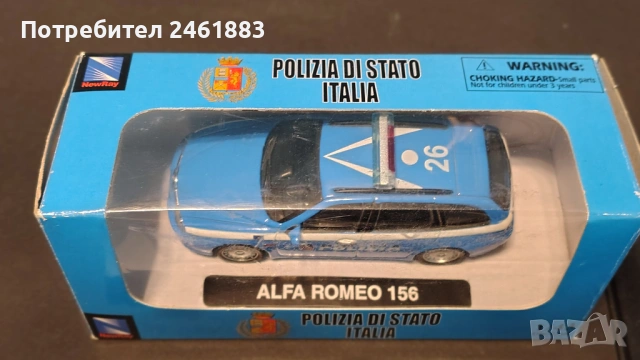 Потребител 2461883
NewRay
POLIZIA DI STATO
ITALIA
WARNING:
CHOKING HAZARD-Small parts
Not for children under 3 years
26
ALFA ROMEO 156
POLIZIA DI STATO
ITALIA
BAZAR